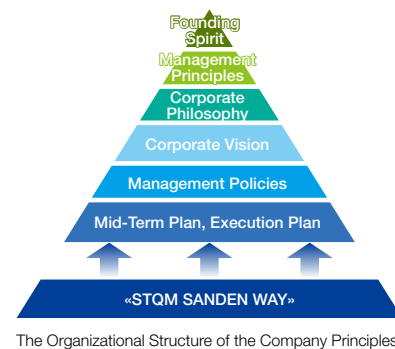 Founding
Spirit
Management
Principles
Corporate
Philosophy
Corporate Vision
Management Policies
Mid-Term Plan, Execution Plan
«STQM SANDEN WAY»
The Organizational Structure of the Company Principles